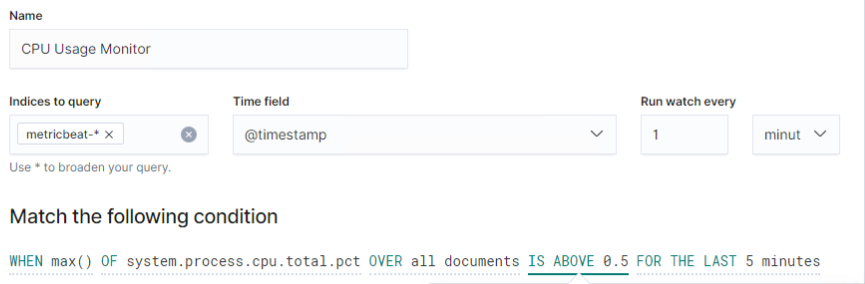 Name
CPU Usage Monitor
Indices to query Time field Run watch every
metricbeat-* × @timestamp 1 minut
Use * to broaden your query.
Match the following condition
WHEN max() OF system.process.cpu.total.pct OVER all documents IS ABOVE 0.5 FOR THE LAST 5 minutes